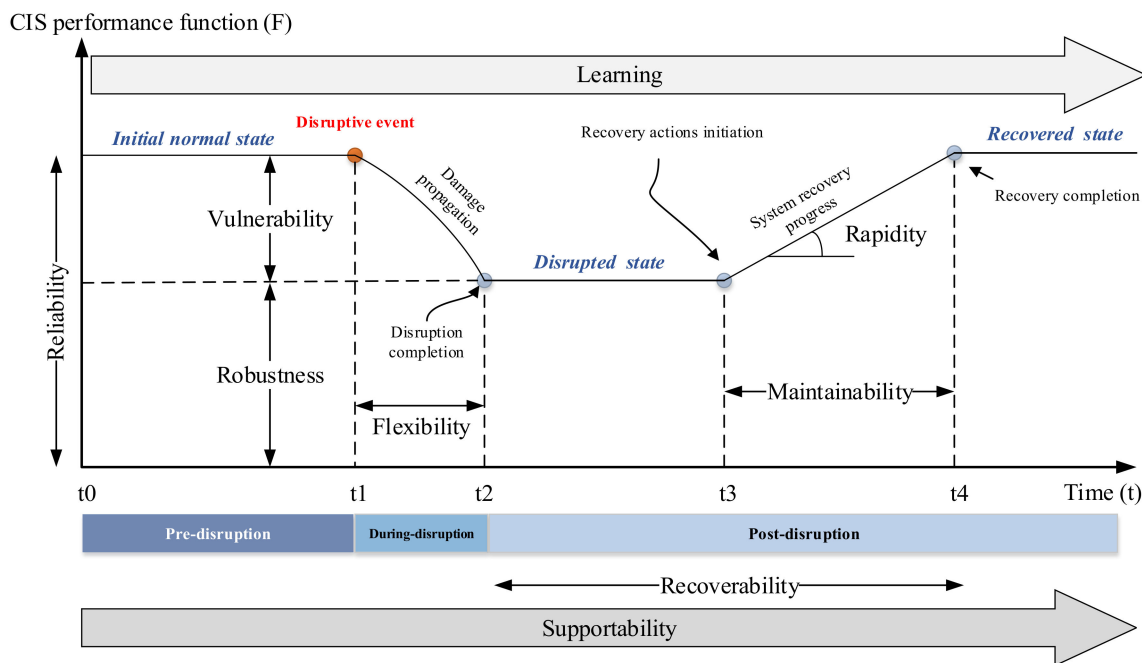 CIS performance function (F)
Learning
Initial normal state
Disruptive event
Recovery actions initiation
Recovered state
Damage
propagation
System recovery
progress
Recovery completion
Vulnerability
Rapidity
Disrupted state
Reliability
Disruption
completion
Robustness
Maintainability
Flexibility
t0
t1
t2
t3
t4
Time (t)
Pre-disruption
During-disruption
Post-disruption
Recoverability
Supportability